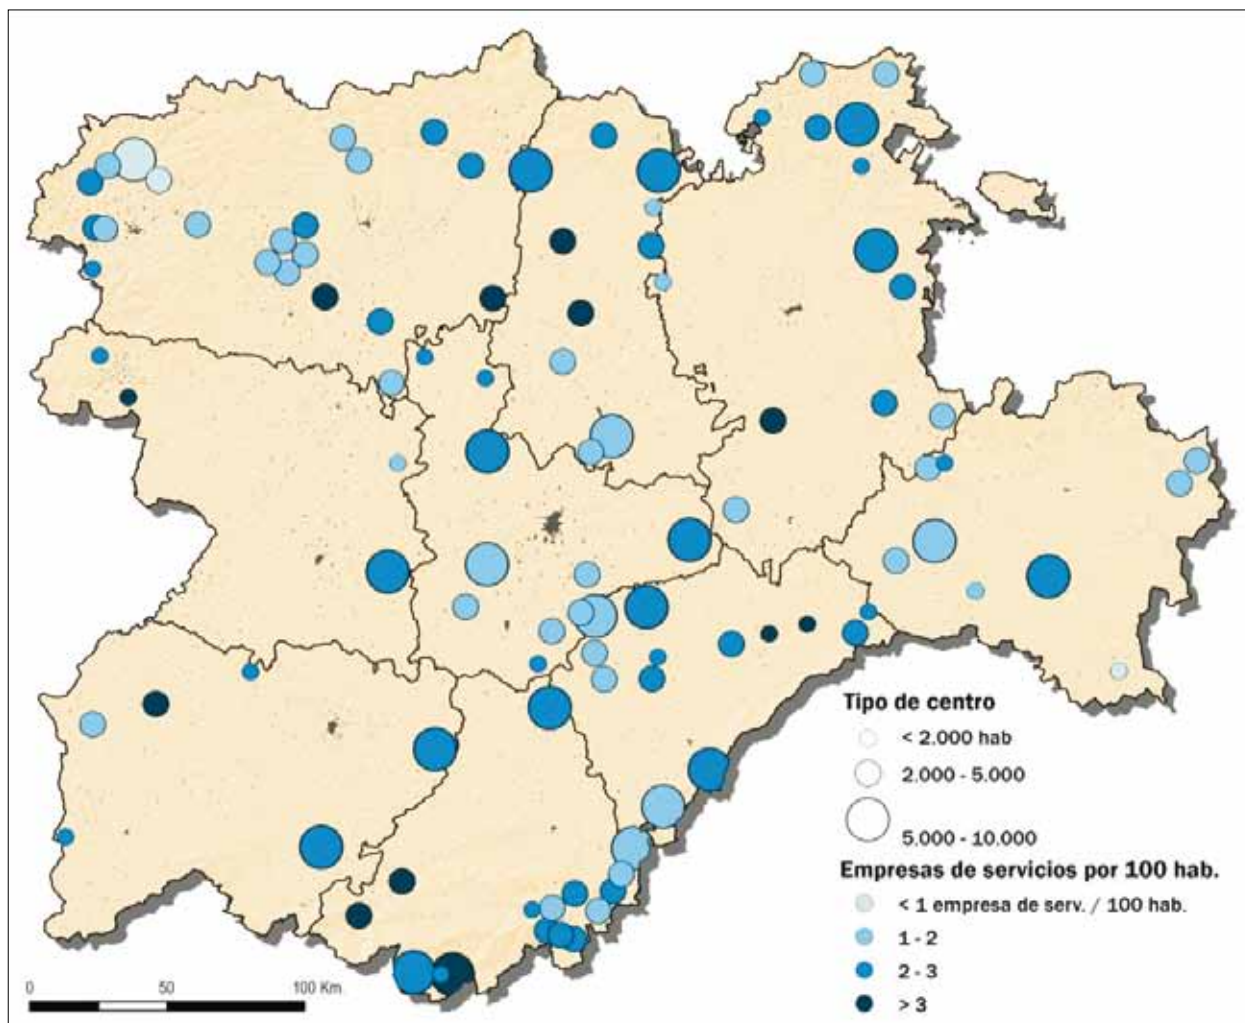 Tipo de centro
< 2.000 hab
2.000 - 5.000
5.000 - 10.000
Empresas de servicios por 100 hab.
< 1 empresa de serv. / 100 hab.
1 - 2
2 - 3
> 3
0 50 100 Km